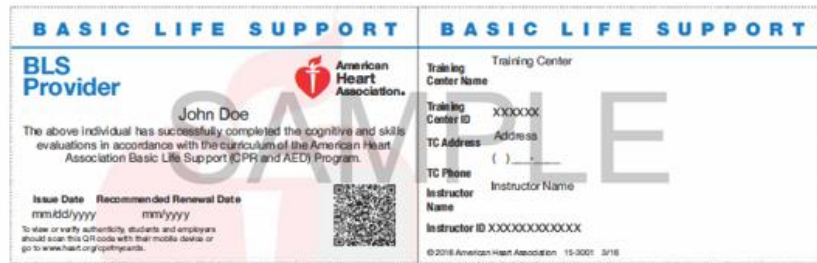 BASIC LIFE SUPPORT
BLS
Provider
American
Heart
Association®
John Doe
The above individual has successfully completed the cognitive and skills
evaluations in accordance with the curriculum of the American Heart
Association Basic Life Support (CPR and AED) Program.
Issue Date Recommended Renewal Date
mm/dd/yyyy mm/yyyy
To view or verify authenticity, students and employers
should scan this QR code with their mobile device or
go to www.heart.org/cpr/mycards.
BASIC LIFE SUPPORT
Training
Center Name Training Center
Training
Center ID XXXXXX
TC Address Address
( ) ___-____
TC Phone
Instructor
Name Instructor Name
Instructor ID XXXXXXXXXXXXX
© 2016 American Heart Association 15-3001 3/16
SAMPLE